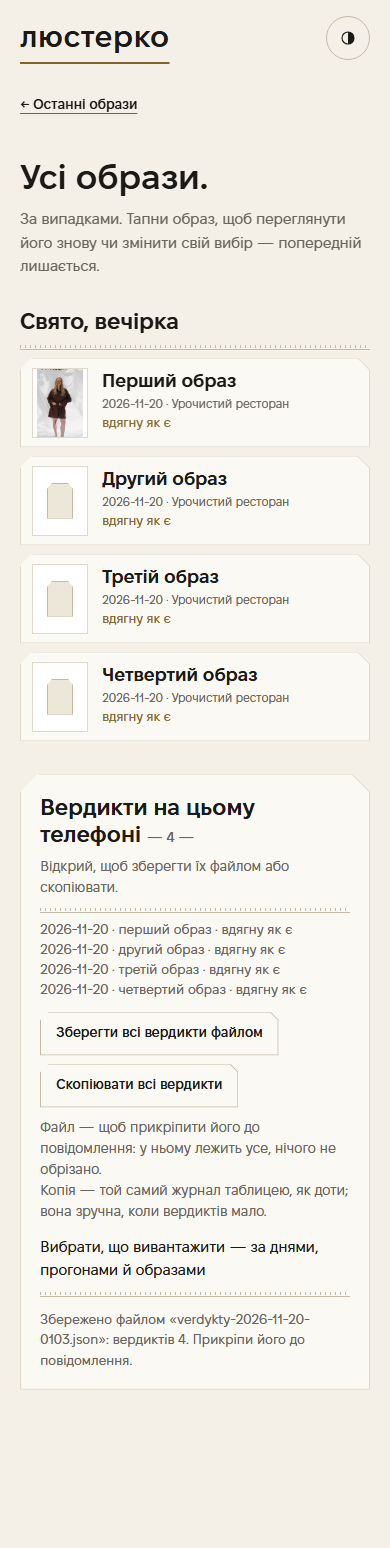 люстерко
← Останні образи
Усі образи.
За випадками. Тапни образ, щоб переглянути
його знову чи змінити свій вибір — попередній
лишається.
Свято, вечірка
Перший образ
2026-11-20 · Урочистий ресторан
вдягну як є
Другий образ
2026-11-20 · Урочистий ресторан
вдягну як є
Третій образ
2026-11-20 · Урочистий ресторан
вдягну як є
Четвертий образ
2026-11-20 · Урочистий ресторан
вдягну як є
Вердикти на цьому
телефоні — 4 —
Відкрий, щоб зберегти їх файлом або
скопіювати.
2026-11-20 · перший образ · вдягну як є
2026-11-20 · другий образ · вдягну як є
2026-11-20 · третій образ · вдягну як є
2026-11-20 · четвертий образ · вдягну як є
Зберегти всі вердикти файлом
Скопіювати всі вердикти
Файл — щоб прикріпити його до
повідомлення: у ньому лежить усе, нічого не
обрізано.
Копія — той самий журнал таблицею, як доти;
вона зручна, коли вердиктів мало.
Вибрати, що вивантажити — за днями,
прогонами й образами
Збережено файлом «verdykty-2026-11-20-
0103.json»: вердиктів 4. Прикріпи його до
повідомлення.